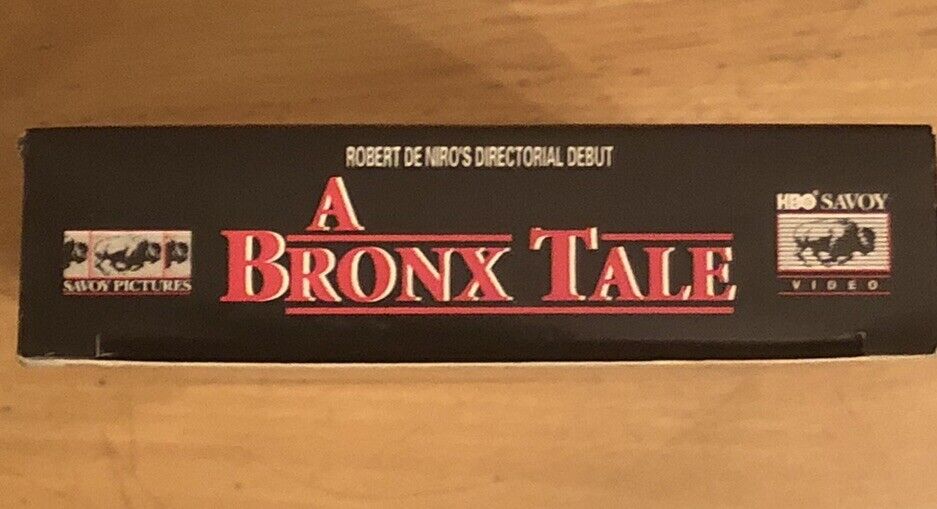 ROBERT DE NIRO'S DIRECTORIAL DEBUT
A
BRONX TALE
SAVOY PICTURES
HBO® SAVOY
VIDEO